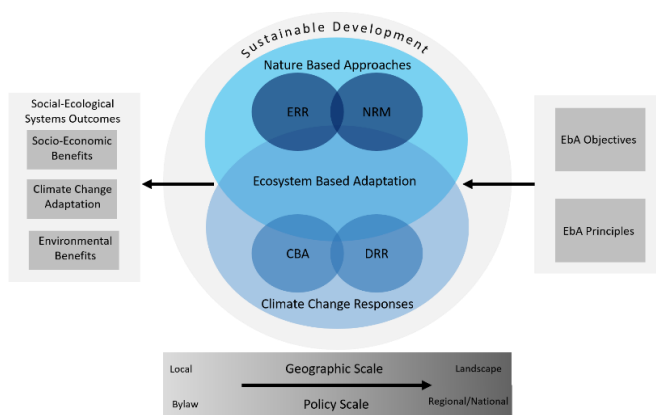 Sustainable Development
Nature Based Approaches
ERR
NRM
Ecosystem Based Adaptation
CBA
DRR
Climate Change Responses
Social-Ecological
Systems Outcomes
Socio-Economic
Benefits
Climate Change
Adaptation
Environmental
Benefits
EbA Objectives
EbA Principles
Local
Geographic Scale
Landscape
Bylaw
Policy Scale
Regional/National